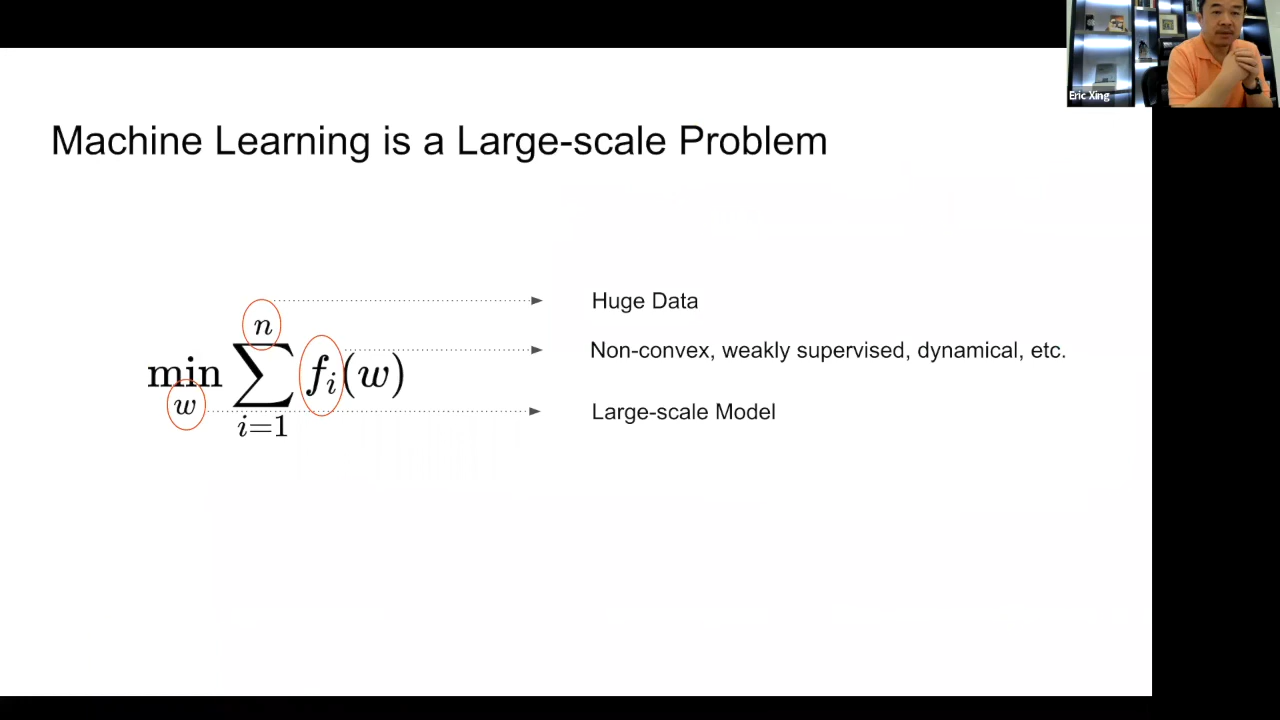 Eric Xing
Machine Learning is a Large-scale Problem
n
Huge Data
min ∑ fᵢ(w)
Non-convex, weakly supervised, dynamical, etc.
w
i=1
Large-scale Model